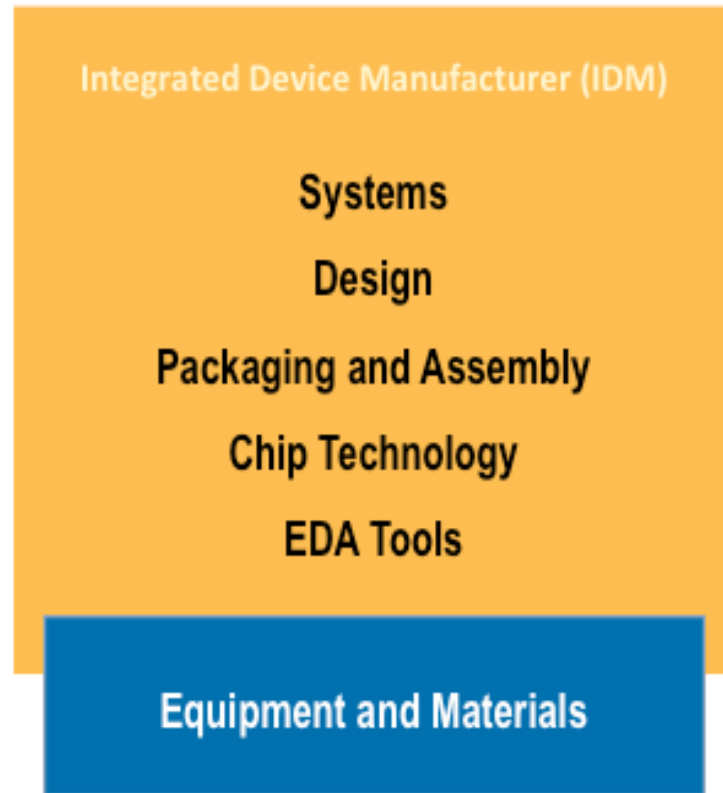 Integrated Device Manufacturer (IDM)
Systems
Design
Packaging and Assembly
Chip Technology
EDA Tools
Equipment and Materials